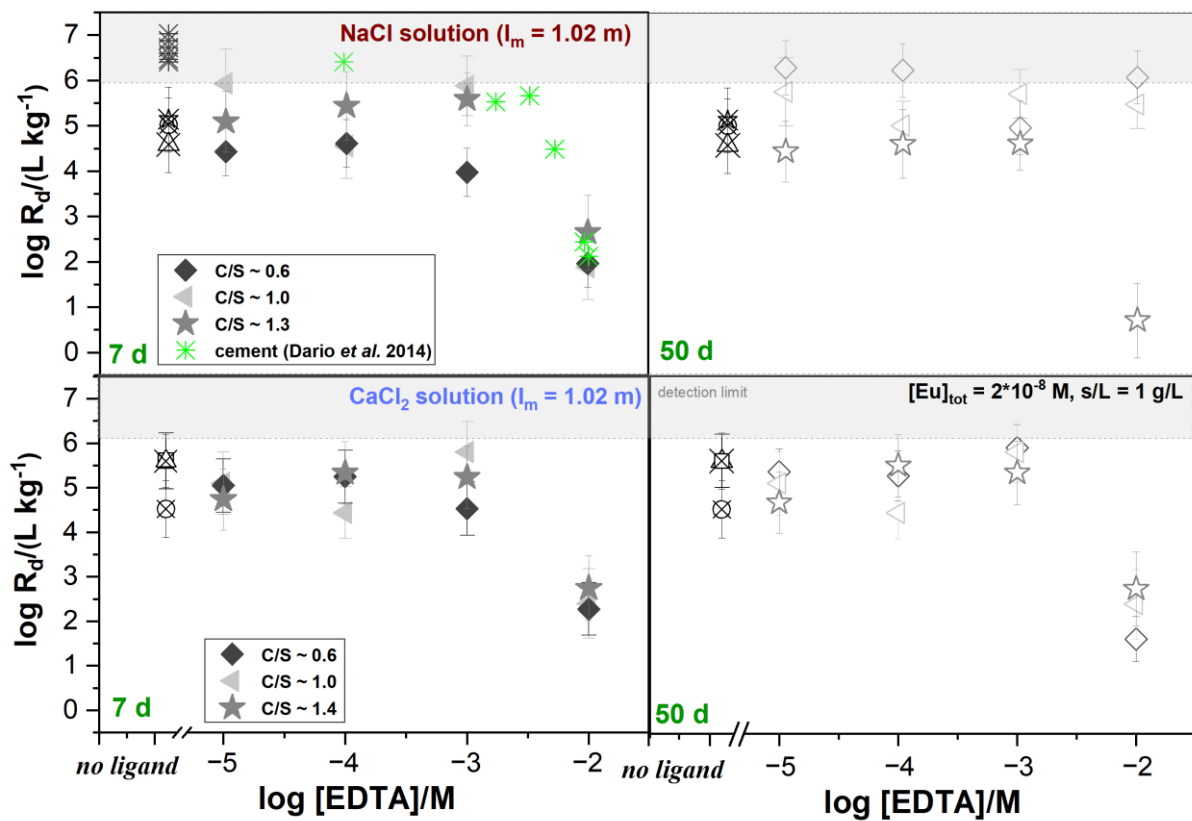 NaCl solution (Im = 1.02 m)
log Rd/(L kg-1)
7
6
5
4
3
2
1
0
C/S ~ 0.6
C/S ~ 1.0
C/S ~ 1.3
cement (Dario et al. 2014)
7 d
50 d
CaCl2 solution (Im = 1.02 m)
detection limit
[Eu]tot = 2*10-8 M, s/L = 1 g/L
log Rd/(L kg-1)
7
6
5
4
3
2
1
0
C/S ~ 0.6
C/S ~ 1.0
C/S ~ 1.4
7 d
50 d
no ligand −5 −4 −3 −2
no ligand −5 −4 −3 −2
log [EDTA]/M
log [EDTA]/M